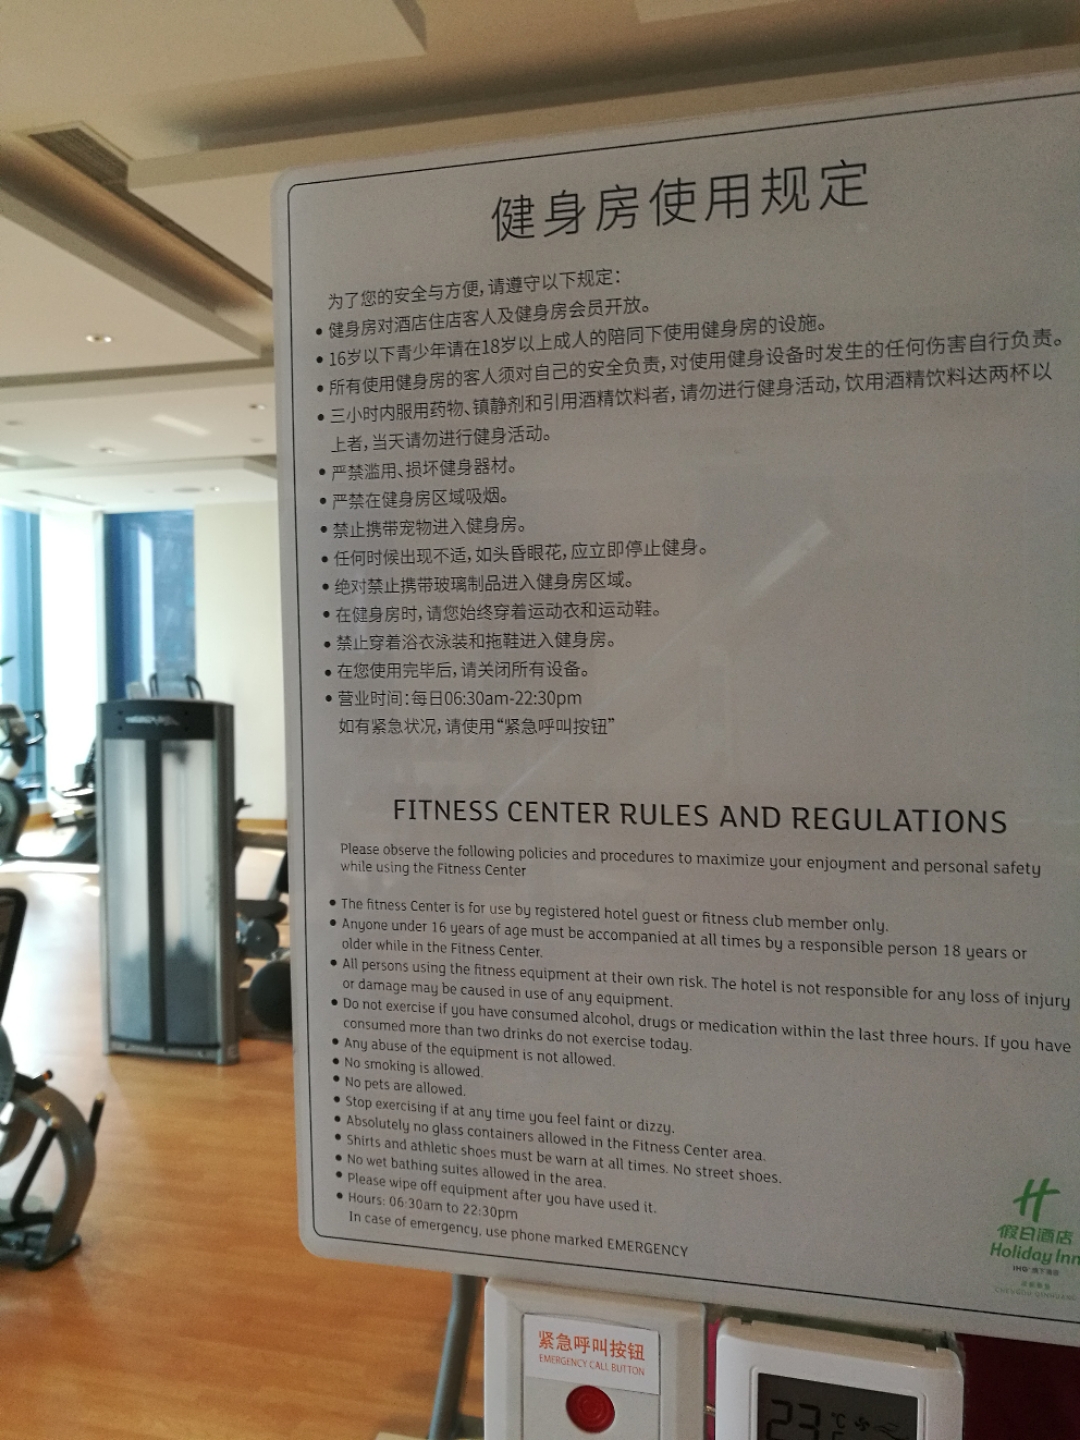 健身房使用规定
为了您的安全与方便,请遵守以下规定:
• 健身房对酒店住店客人及健身房会员开放。
• 16岁以下青少年请在18岁以上成人的陪同下使用健身房的设施。
• 所有使用健身房的客人须对自己的安全负责,对使用健身设备时发生的任何伤害自行负责。
• 三小时内服用药物、镇静剂和引用酒精饮料者,请勿进行健身活动,饮用酒精饮料达两杯以
上者,当天请勿进行健身活动。
• 严禁滥用、损坏健身器材。
• 严禁在健身房区域吸烟。
• 禁止携带宠物进入健身房。
• 任何时候出现不适,如头昏眼花,应立即停止健身。
• 绝对禁止携带玻璃制品进入健身房区域。
• 在健身房时,请您始终穿着运动衣和运动鞋。
• 禁止穿着浴衣泳装和拖鞋进入健身房。
• 在您使用完毕后,请关闭所有设备。
• 营业时间:每日06:30am-22:30pm
如有紧急状况,请使用“紧急呼叫按钮”
FITNESS CENTER RULES AND REGULATIONS
Please observe the following policies and procedures to maximize your enjoyment and personal safety
while using the Fitness Center
• The fitness Center is for use by registered hotel guest or fitness club member only.
• Anyone under 16 years of age must be accompanied at all times by a responsible person 18 years or
older while in the Fitness Center.
• All persons using the fitness equipment at their own risk. The hotel is not responsible for any loss of injury
or damage may be caused in use of any equipment.
• Do not exercise if you have consumed alcohol, drugs or medication within the last three hours. If you have
consumed more than two drinks do not exercise today.
• Any abuse of the equipment is not allowed.
• No smoking is allowed.
• No pets are allowed.
• Stop exercising if at any time you feel faint or dizzy.
• Absolutely no glass containers allowed in the Fitness Center area.
• Shirts and athletic shoes must be warn at all times. No street shoes.
• No wet bathing suites allowed in the area.
• Please wipe off equipment after you have used it.
• Hours: 06:30am to 22:30pm
In case of emergency, use phone marked EMERGENCY
假日酒店
Holiday Inn
紧急呼叫按钮
EMERGENCY CALL BUTTON
23 °C